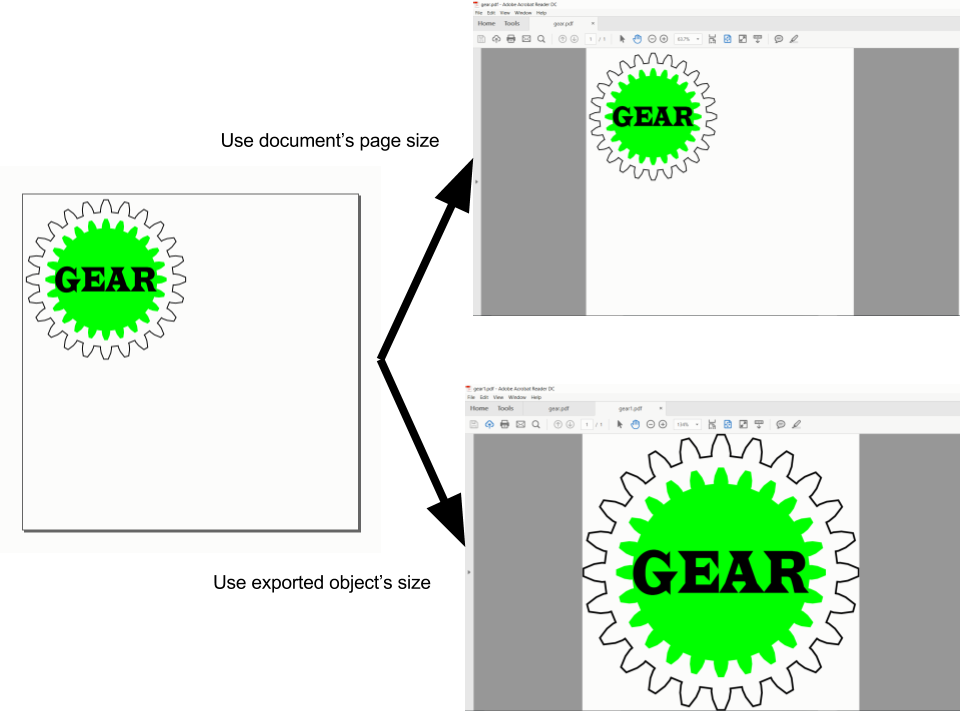 gear.pdf - Adobe Acrobat Reader DC
File Edit View Window Help
Home Tools gear.pdf ×
1 / 1 63.7%
GEAR
Use document's page size
GEAR
Use exported object's size
gear1.pdf - Adobe Acrobat Reader DC
File Edit View Window Help
Home Tools gear.pdf gear1.pdf ×
1 / 1 154%
GEAR